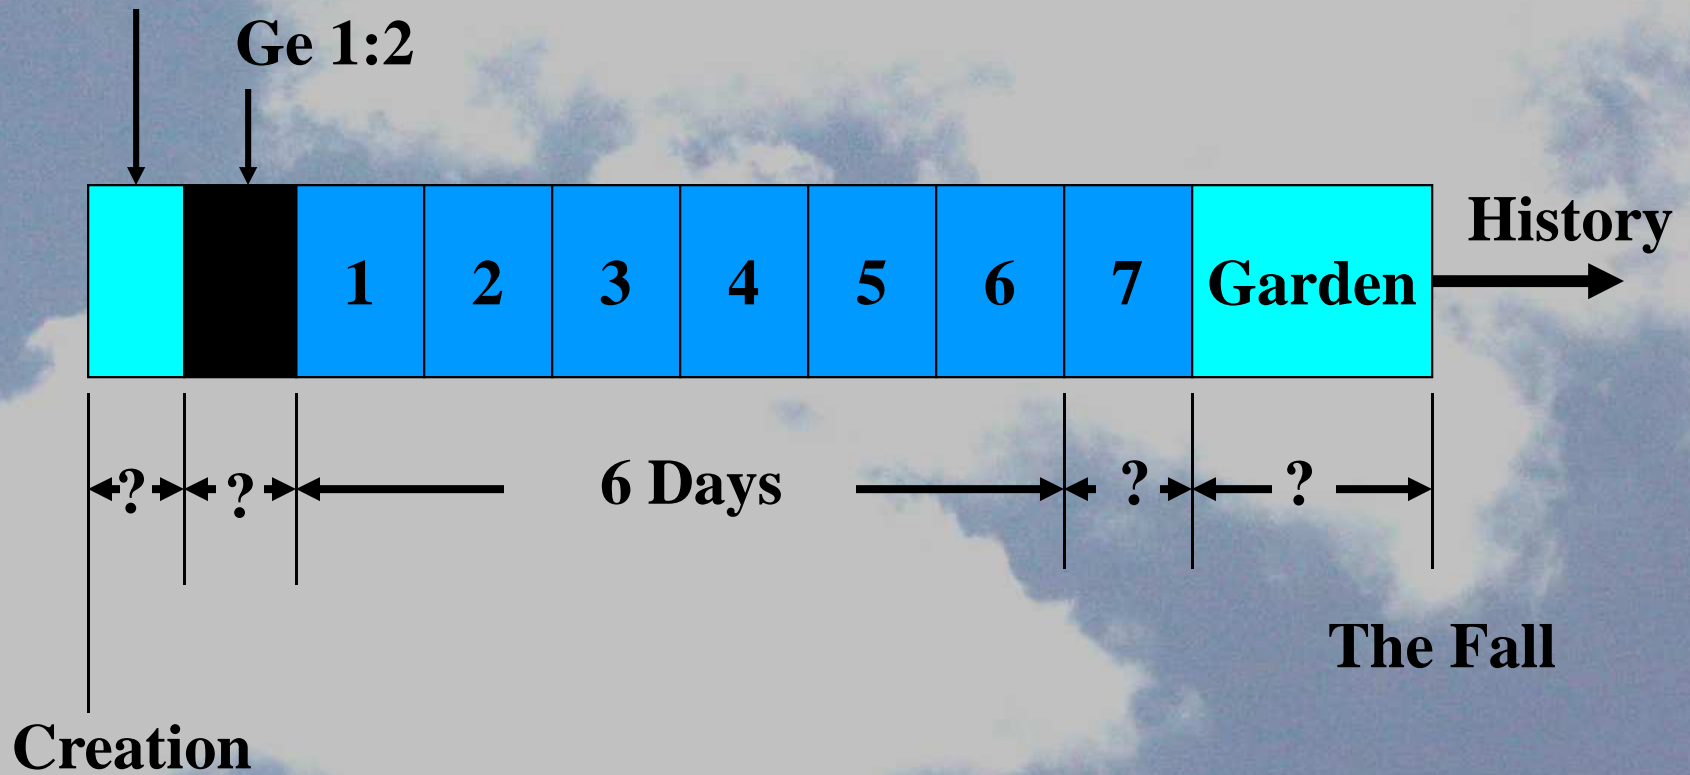 Ge 1:2
History
1 2 3 4 5 6 7 Garden
? ? 6 Days ? ?
The Fall
Creation